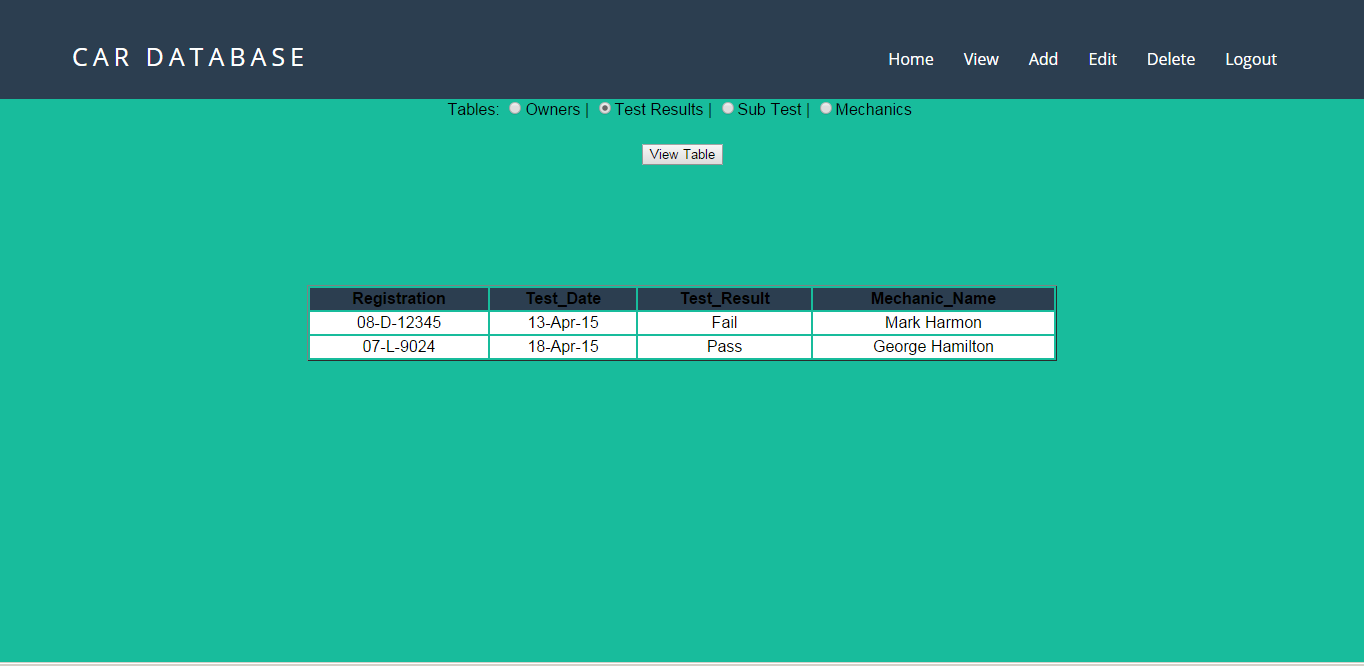 CAR DATABASE Home View Add Edit Delete Logout
Tables: Owners | Test Results | Sub Test | Mechanics
View Table
Registration Test_Date Test_Result Mechanic_Name
08-D-12345 13-Apr-15 Fail Mark Harmon
07-L-9024 18-Apr-15 Pass George Hamilton